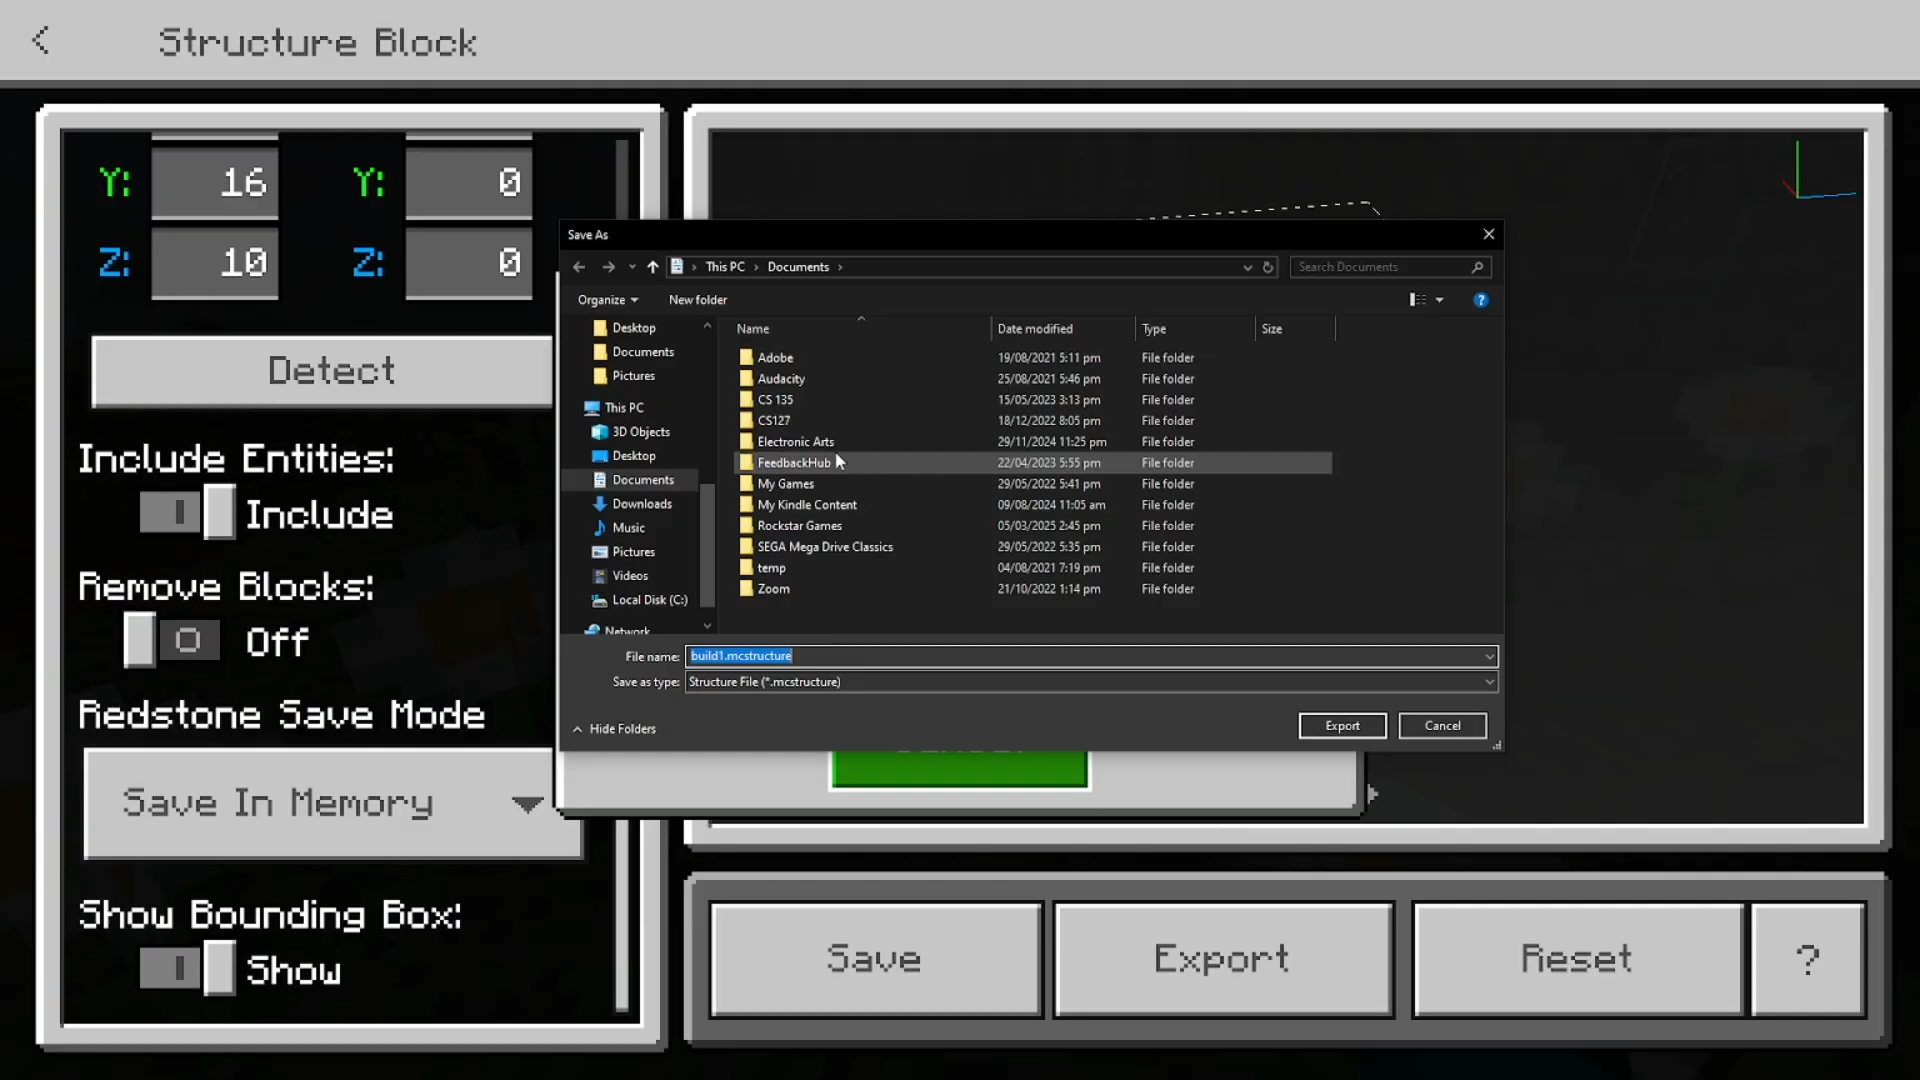 Structure Block
Y: 16 Y: 0
Z: 10 Z: 0
Detect
Include Entities:
Include
Remove Blocks:
Off
Redstone Save Mode
Save In Memory
Show Bounding Box:
Show
Save As
This PC > Documents >
Search Documents
Organize
New folder
?
Desktop
Documents
Pictures
This PC
3D Objects
Desktop
Documents
Downloads
Music
Pictures
Videos
Local Disk (C:)
Network
Name Date modified Type Size
Adobe 19/08/2021 5:11 pm File folder
Audacity 25/08/2021 5:46 pm File folder
CS 135 15/05/2023 3:13 pm File folder
CS127 18/12/2022 8:05 pm File folder
Electronic Arts 29/11/2024 11:25 pm File folder
FeedbackHub 22/04/2023 5:55 pm File folder
My Games 29/05/2022 5:41 pm File folder
My Kindle Content 09/08/2024 11:05 am File folder
Rockstar Games 05/03/2025 2:45 pm File folder
SEGA Mega Drive Classics 29/05/2022 5:35 pm File folder
temp 04/08/2021 7:19 pm File folder
Zoom 21/10/2022 1:14 pm File folder
File name: build1.mcstructure
Save as type: Structure File (*.mcstructure)
Hide Folders
Export
Cancel
Save
Export
Reset
?